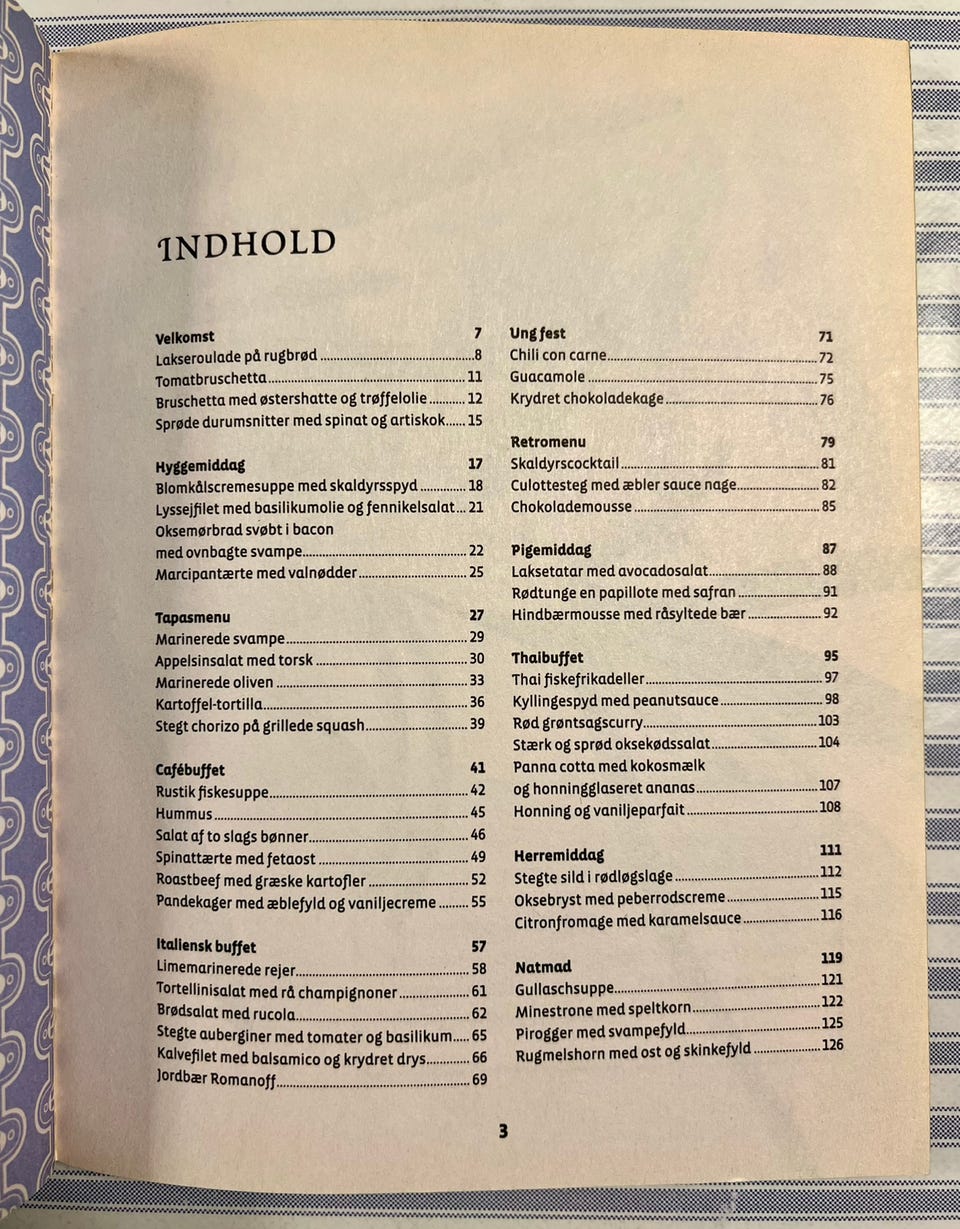 INDHOLD
Velkomst 7
Lakseroulade på rugbrød 8
Tomatbruschetta 11
Bruschetta med østershatte og trøffelolie 12
Sprøde durumsnitter med spinat og artiskok 15
Hyggemiddag 17
Blomkålscremesuppe med skaldyrsspyd 18
Lyssejfilet med basilikumolie og fennikelsalat 21
Oksemørbrad svøbt i bacon
med ovnbagte svampe 22
Marcipantærte med valnødder 25
Tapasmenu 27
Marinerede svampe 29
Appelsinsalat med torsk 30
Marinerede oliven 33
Kartoffel-tortilla 36
Stegt chorizo på grillede squash 39
Cafébuffet 41
Rustik fiskesuppe 42
Hummus 45
Salat af to slags bønner 46
Spinattærte med fetaost 49
Roastbeef med græske kartofler 52
Pandekager med æblefyld og vaniljecreme 55
Italiensk buffet 57
Limemarinerede rejer 58
Tortellinisalat med rå champignoner 61
Brødsalat med rucola 62
Stegte auberginer med tomater og basilikum 65
Kalvefilet med balsamico og krydret drys 66
Jordbær Romanoff 69
Ung fest 71
Chili con carne 72
Guacamole 75
Krydret chokoladekage 76
Retromenu 79
Skaldyrscocktail 81
Culottesteg med æbler sauce nage 82
Chokolademousse 85
Pigemiddag 87
Laksetatar med avocadosalat 88
Rødtunge en papillote med safran 91
Hindbærmousse med råsyltede bær 92
Thaibuffet 95
Thai fiskefrikadeller 97
Kyllingespyd med peanutsauce 98
Rød grøntsagscurry 103
Stærk og sprød oksekødssalat 104
Panna cotta med kokosmælk
og honningglaseret ananas 107
Honning og vaniljeparfait 108
Herremiddag 111
Stegte sild i rødløgslage 112
Oksebryst med peberrodscreme 115
Citronfromage med karamelsauce 116
Natmad 119
Gullaschsuppe 121
Minestrone med speltkorn 122
Pirogger med svampefyld 125
Rugmelshorn med ost og skinkefyld 126
3